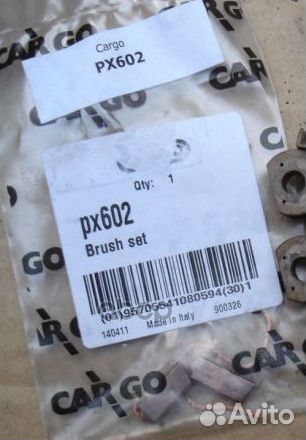 CARGO
CAR
Cargo
PX602
Qty: 1
px602
Brush set
(01)95705541080594(30)1
140411 Made in Italy 900326
CARGO
CARGO
Avito